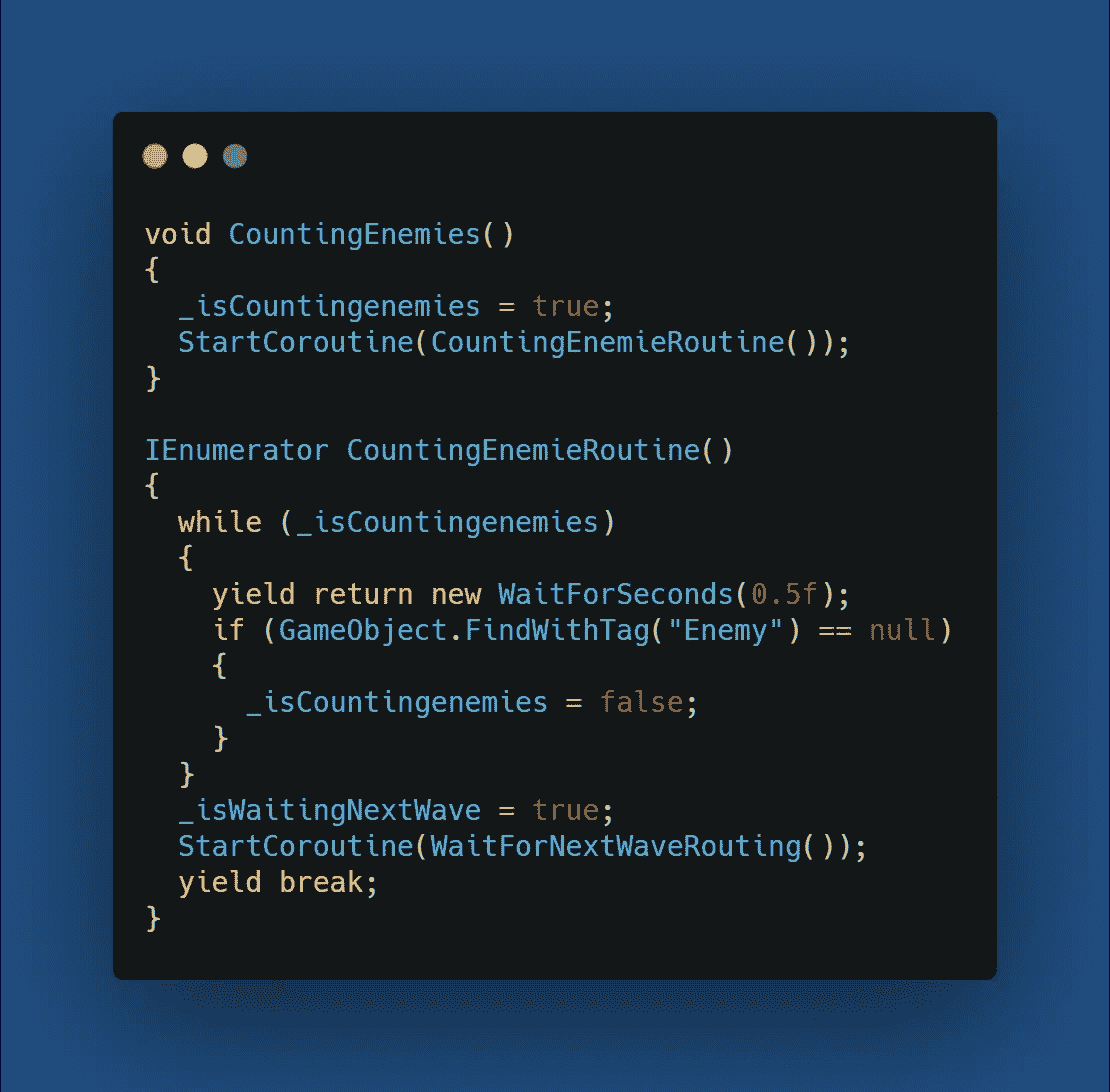 void CountingEnemies()
{
  _isCountingenemies = true;
  StartCoroutine(CountingEnemieRoutine());
}

IEnumerator CountingEnemieRoutine()
{
  while (_isCountingenemies)
  {
    yield return new WaitForSeconds(0.5f);
    if (GameObject.FindWithTag("Enemy") == null)
    {
      _isCountingenemies = false;
    }
  }
  _isWaitingNextWave = true;
  StartCoroutine(WaitForNextWaveRouting());
  yield break;
}